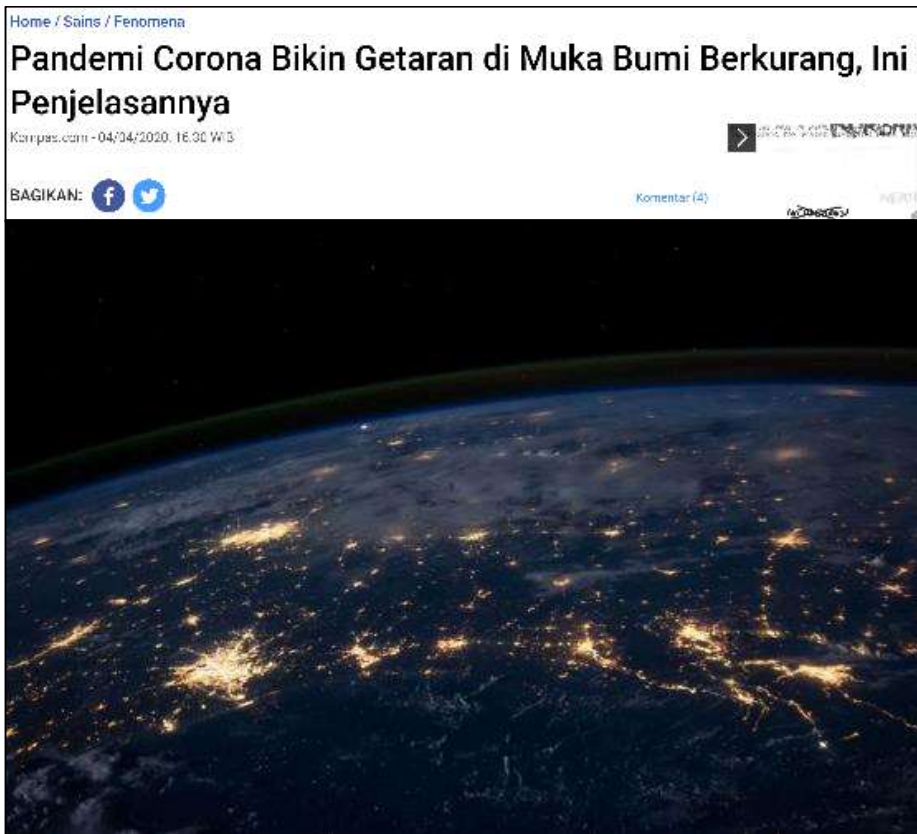 Home / Sains / Fenomena
Pandemi Corona Bikin Getaran di Muka Bumi Berkurang, Ini
Penjelasannya
Kompas.com - 04/04/2020, 16:30 WIB
BAGIKAN:
Komentar (4)